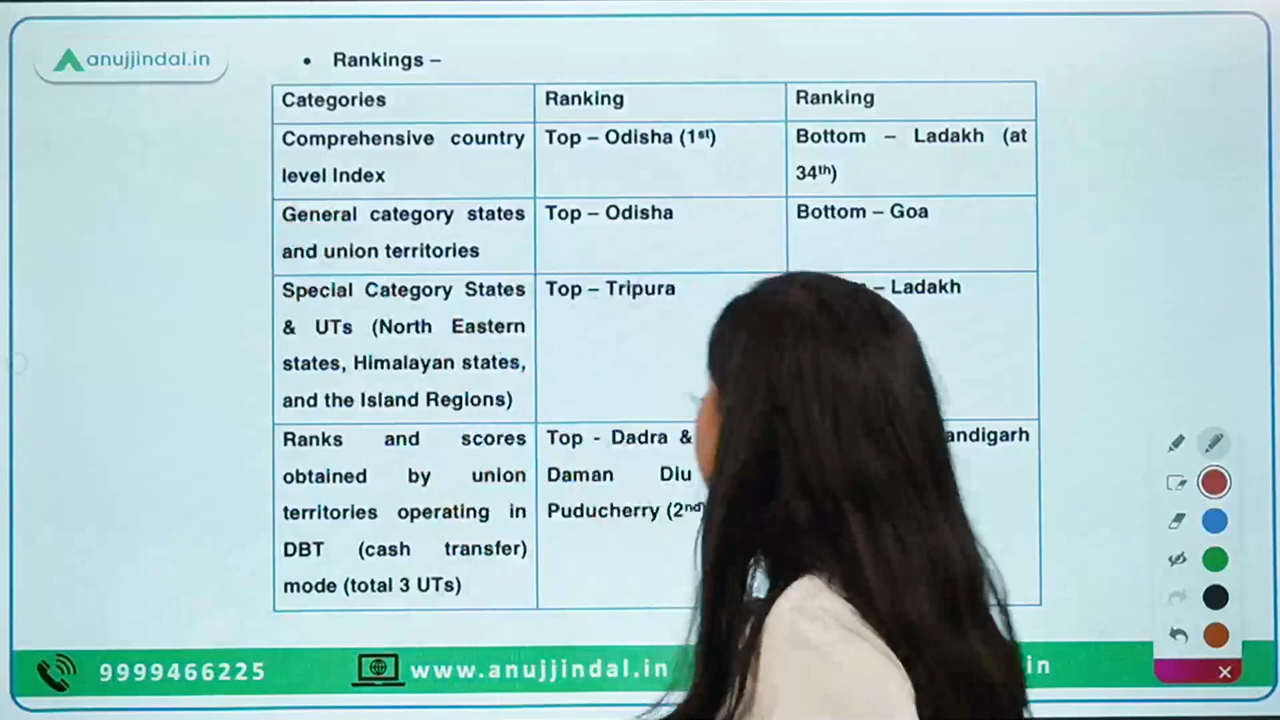 anujjindal.in
• Rankings –
Categories
Ranking
Ranking
Comprehensive country
level Index
Top – Odisha (1st)
Bottom – Ladakh (at
34th)
General category states
and union territories
Top – Odisha
Bottom – Goa
Special Category States
& UTs (North Eastern
states, Himalayan states,
and the Island Regions)
Top – Tripura
– Ladakh
Ranks and scores
obtained by union
territories operating in
DBT (cash transfer)
mode (total 3 UTs)
Top - Dadra &
Daman Diu
Puducherry (2nd)
andigarh
9999466225
www.anujjindal.in
in